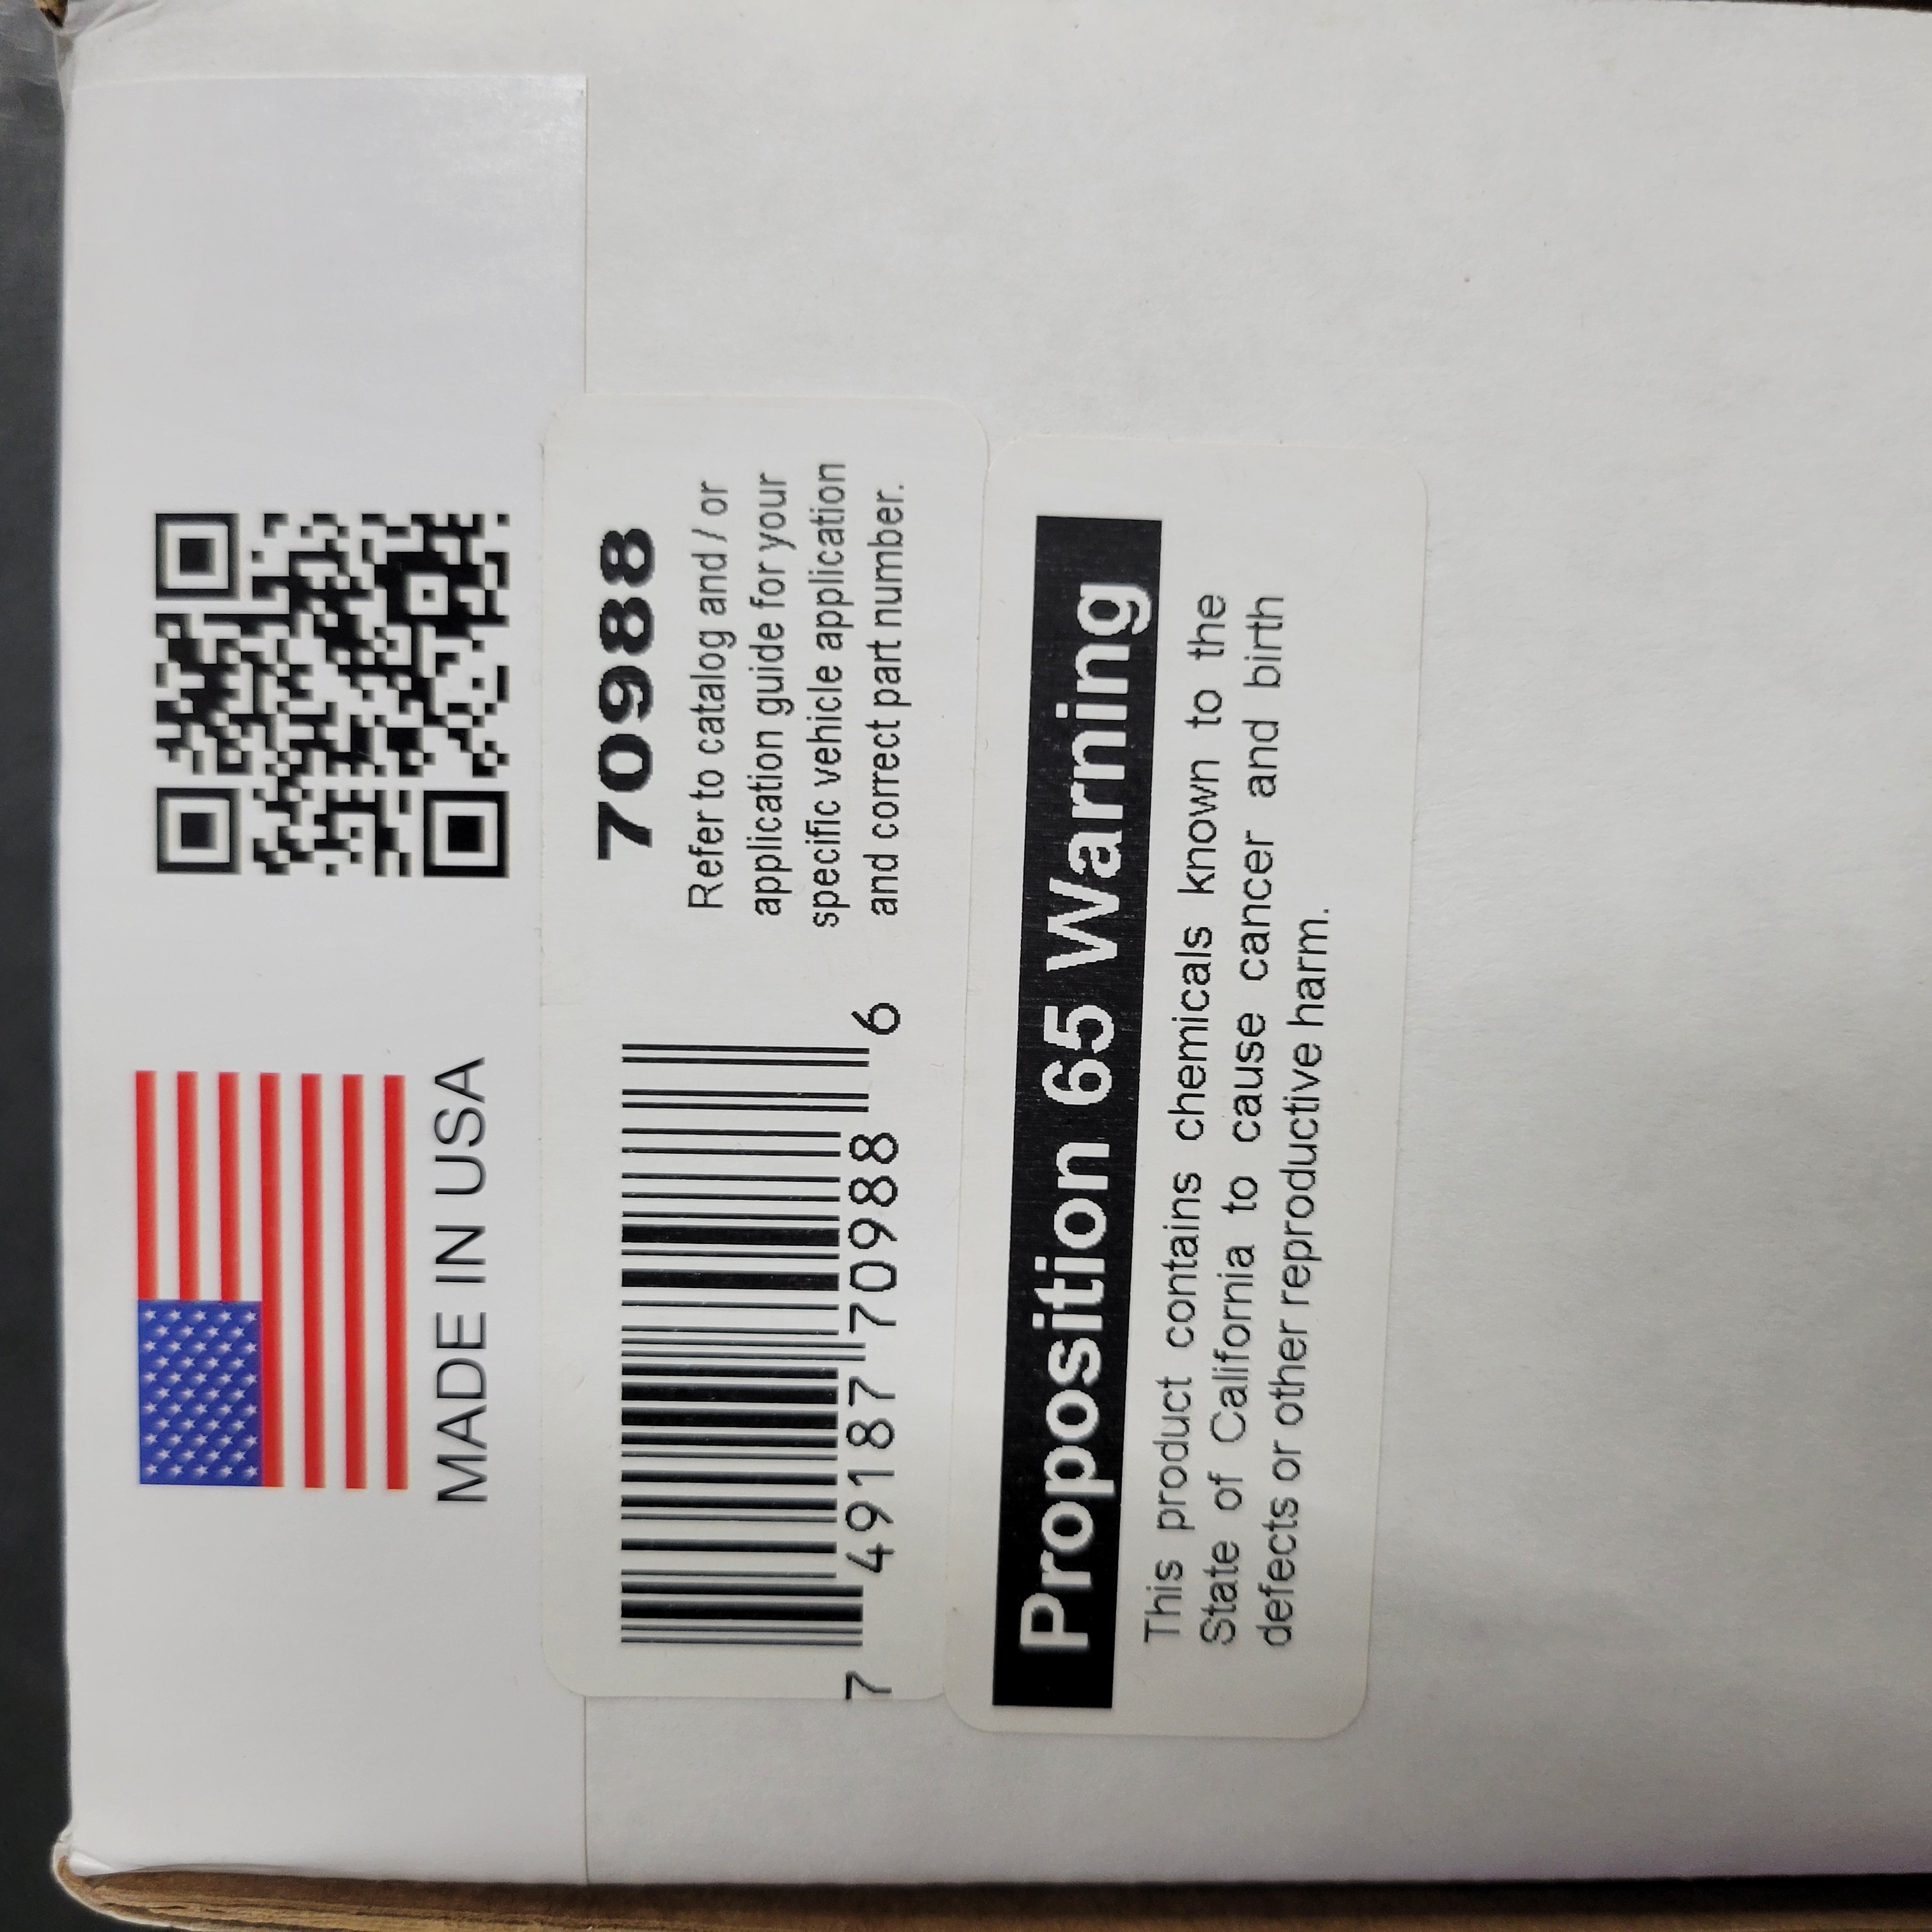 MADE IN USA
7 49187 70988 6
70988
Refer to catalog and / or
application guide for your
specific vehicle application
and correct part number.
Proposition 65 Warning
This product contains chemicals known to the
State of California to cause cancer and birth
defects or other reproductive harm.